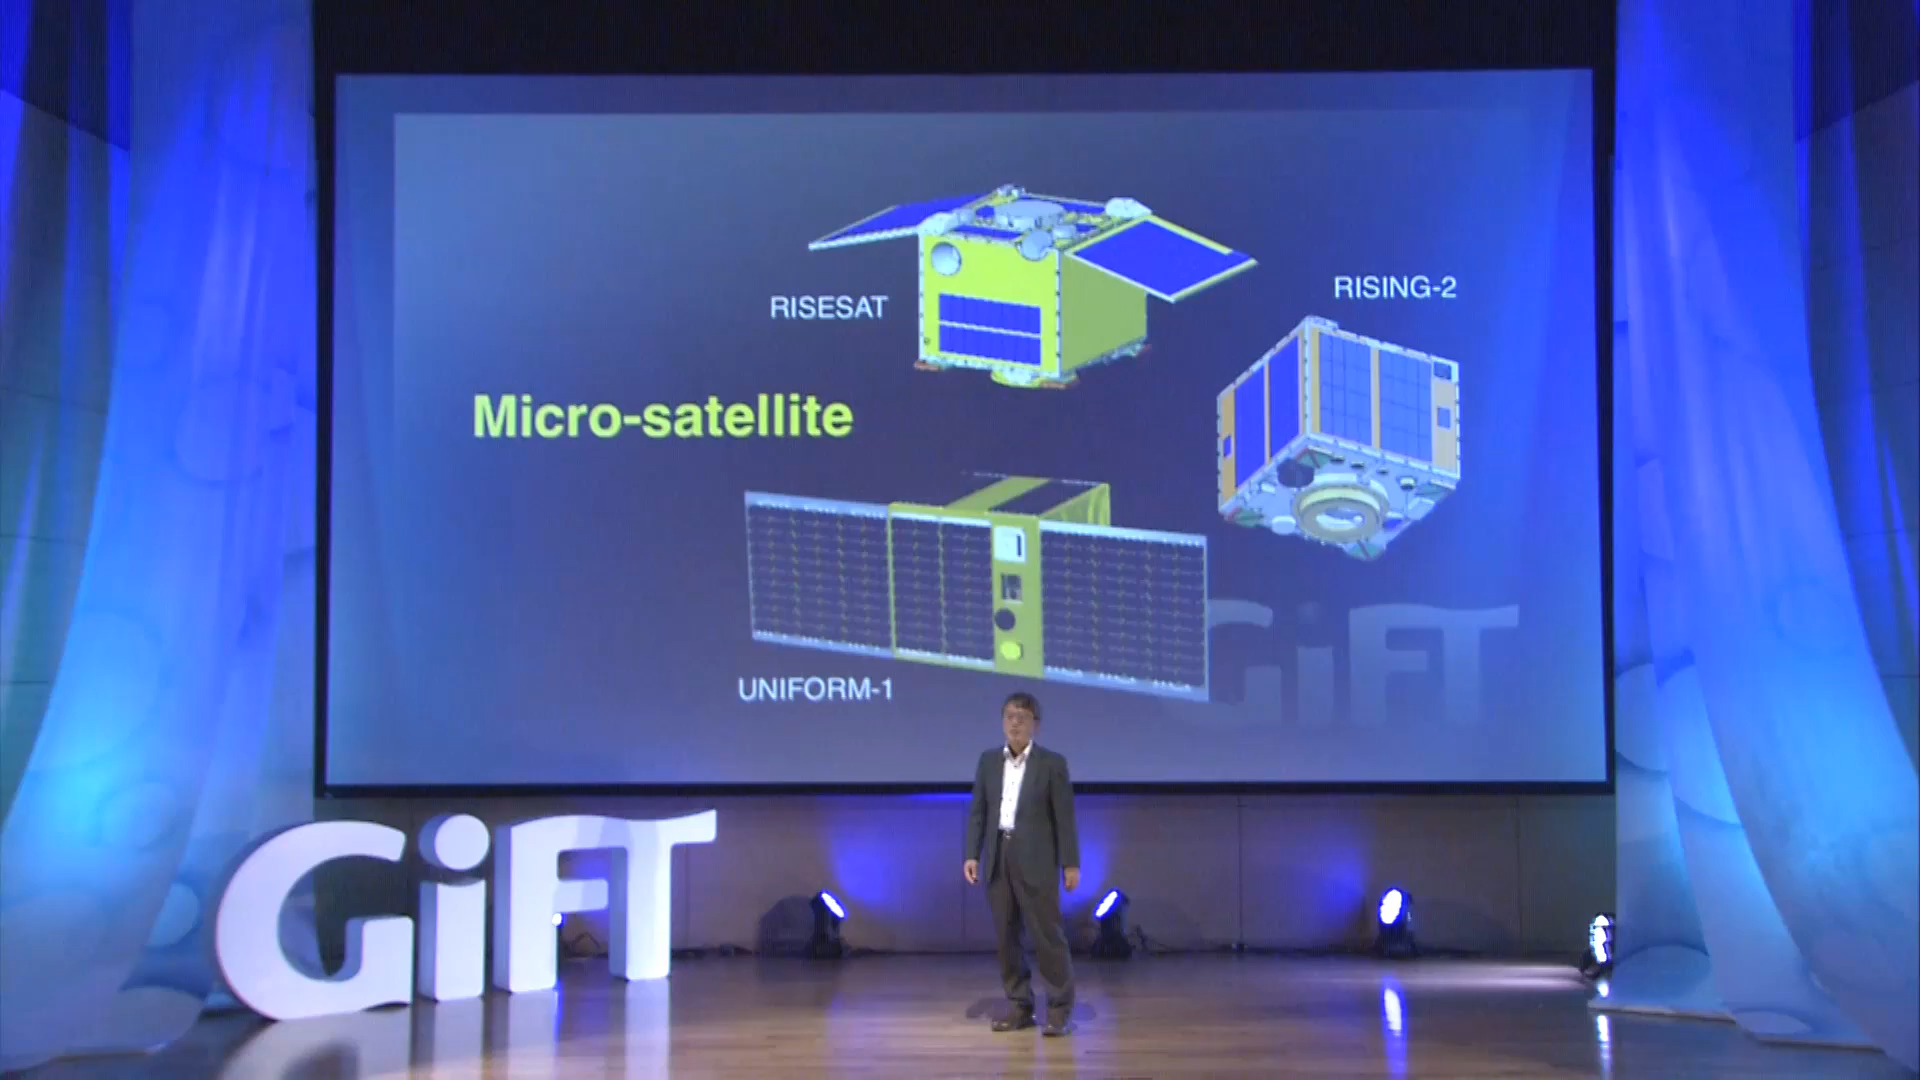 RISESAT
RISING-2
Micro-satellite
UNIFORM-1
GiFT
GiFT